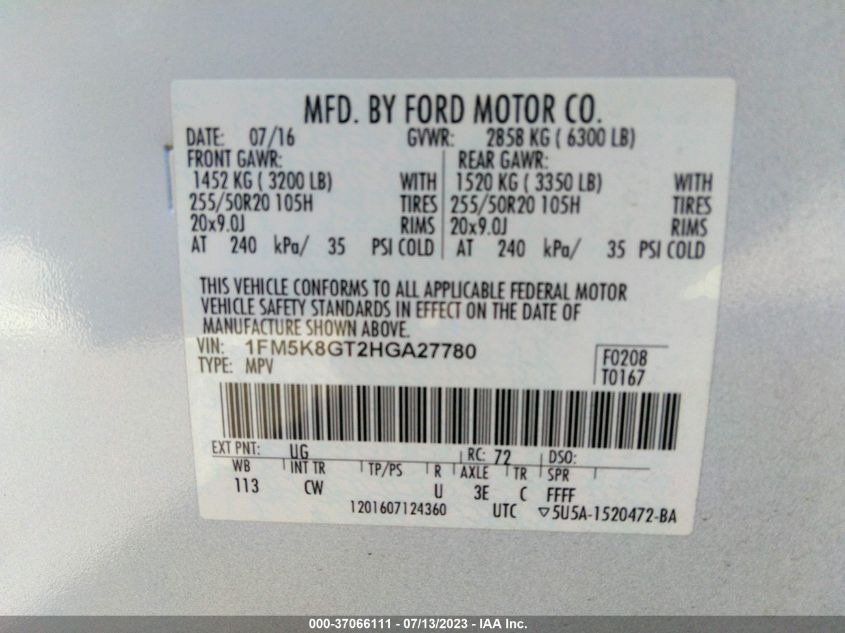 MFD. BY FORD MOTOR CO.
DATE: 07/16 GVWR: 2858 KG ( 6300 LB)
FRONT GAWR: REAR GAWR:
1452 KG ( 3200 LB) WITH 1520 KG ( 3350 LB) WITH
255/50R20 105H TIRES 255/50R20 105H TIRES
20x9.0J RIMS 20x9.0J RIMS
AT 240 kPa/ 35 PSI COLD AT 240 kPa/ 35 PSI COLD
THIS VEHICLE CONFORMS TO ALL APPLICABLE FEDERAL MOTOR
VEHICLE SAFETY STANDARDS IN EFFECT ON THE DATE OF
MANUFACTURE SHOWN ABOVE.
VIN: 1FM5K8GT2HGA27780 F0208
TYPE: MPV T0167
EXT PNT: UG RC: 72 DSO:
WB INT TR TP/PS R AXLE TR SPR
113 CW U 3E C FFFF
1201607124360 UTC ▽5U5A-1520472-BA
000-37066111 - 07/13/2023 - IAA Inc.